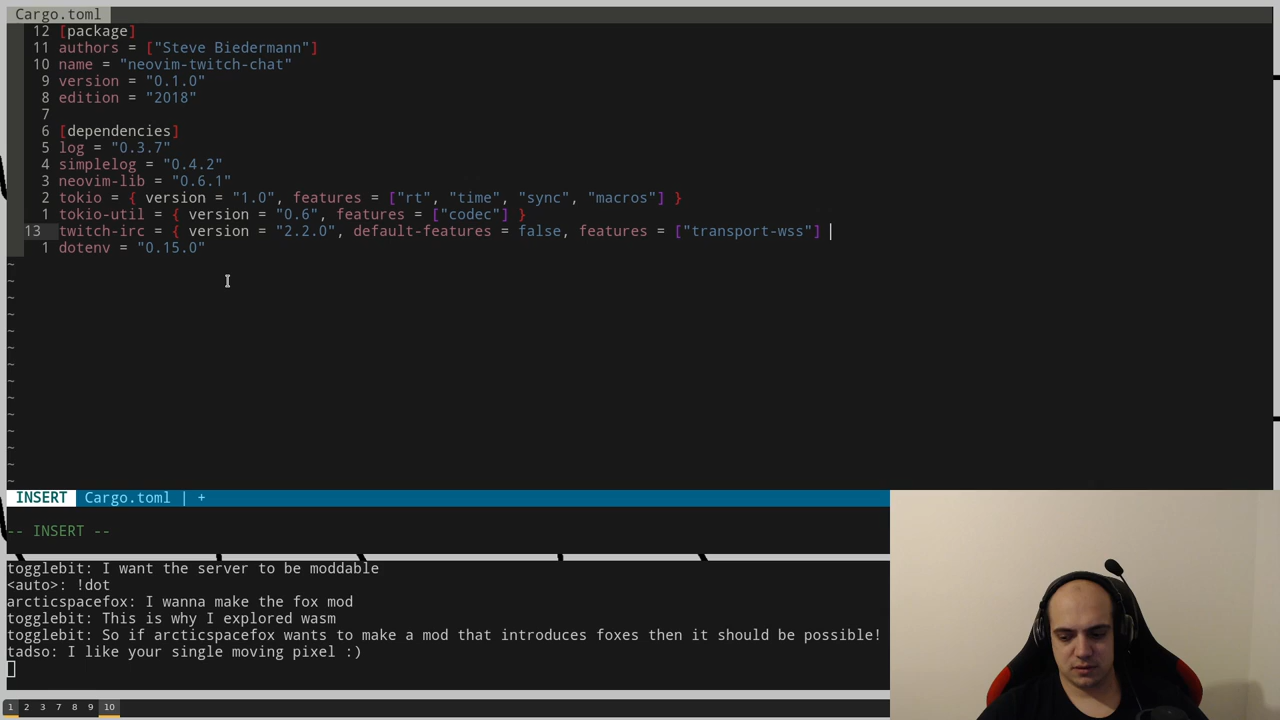 Cargo.toml
12 [package]
11 authors = ["Steve Biedermann"]
10 name = "neovim-twitch-chat"
9 version = "0.1.0"
8 edition = "2018"
7
6 [dependencies]
5 log = "0.3.7"
4 simplelog = "0.4.2"
3 neovim-lib = "0.6.1"
2 tokio = { version = "1.0", features = ["rt", "time", "sync", "macros"] }
1 tokio-util = { version = "0.6", features = ["codec"] }
13 twitch-irc = { version = "2.2.0", default-features = false, features = ["transport-wss"]
1 dotenv = "0.15.0"
~
~
~
~
~
~
~
~
~
~
~
~
~
~
INSERT Cargo.toml | +
-- INSERT --
togglebit: I want the server to be moddable
<auto>: !dot
arcticspacefox: I wanna make the fox mod
togglebit: This is why I explored wasm
togglebit: So if arcticspacefox wants to make a mod that introduces foxes then it should be possible!
tadso: I like your single moving pixel :)
1 2 3 7 8 9 10